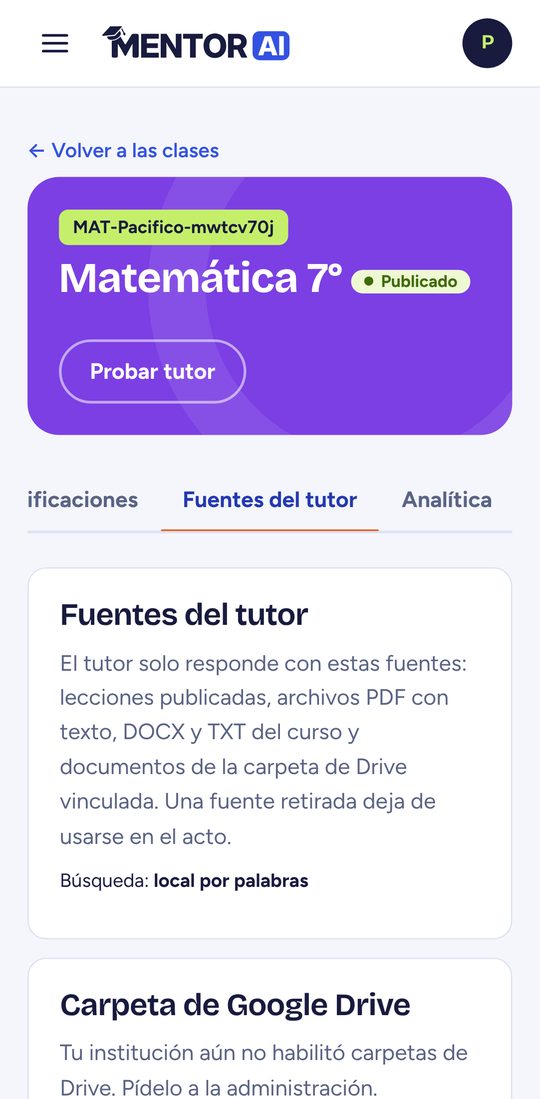 MENTOR AI
P
← Volver a las clases
MAT-Pacifico-mwtcv70j
Matemática 7° Publicado
Probar tutor
ificaciones Fuentes del tutor Analítica
Fuentes del tutor
El tutor solo responde con estas fuentes:
lecciones publicadas, archivos PDF con
texto, DOCX y TXT del curso y
documentos de la carpeta de Drive
vinculada. Una fuente retirada deja de
usarse en el acto.
Búsqueda: local por palabras
Carpeta de Google Drive
Tu institución aún no habilitó carpetas de
Drive. Pídelo a la administración.